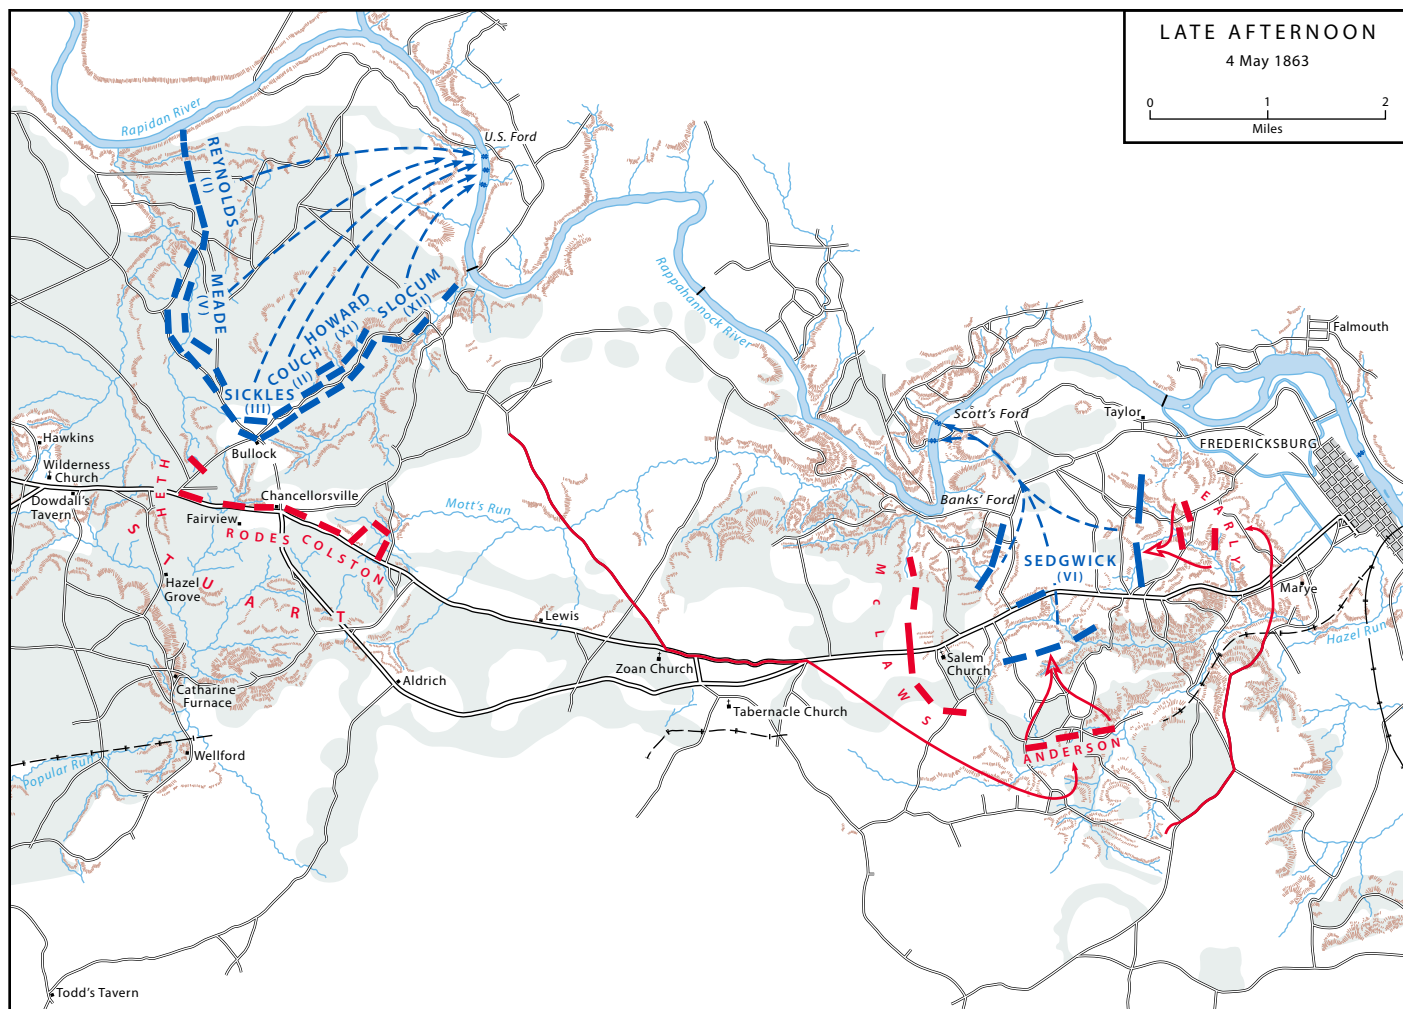 LATE AFTERNOON
4 May 1863
0 1 2
Miles
Rapidan River
U.S. Ford
REYNOLDS
(I)
MEADE
(V)
HOWARD
(XI)
SLOCUM
(XII)
COUCH
(II)
SICKLES
(III)
Rappahannock River
Falmouth
Scott's Ford
Taylor
FREDERICKSBURG
Hawkins
Bullock
Wilderness
Church
HETH
Dowdall's
Tavern
Chancellorsville
Fairview
Mott's Run
Banks' Ford
EARLY
RODES
COLSTON
STUART
SEDGWICK
(VI)
McLAWS
Hazel
Grove
Marye
Lewis
Hazel Run
Zoan Church
Salem
Church
Catharine
Furnace
Aldrich
Tabernacle Church
ANDERSON
Wellford
Popular Run
Todd's Tavern